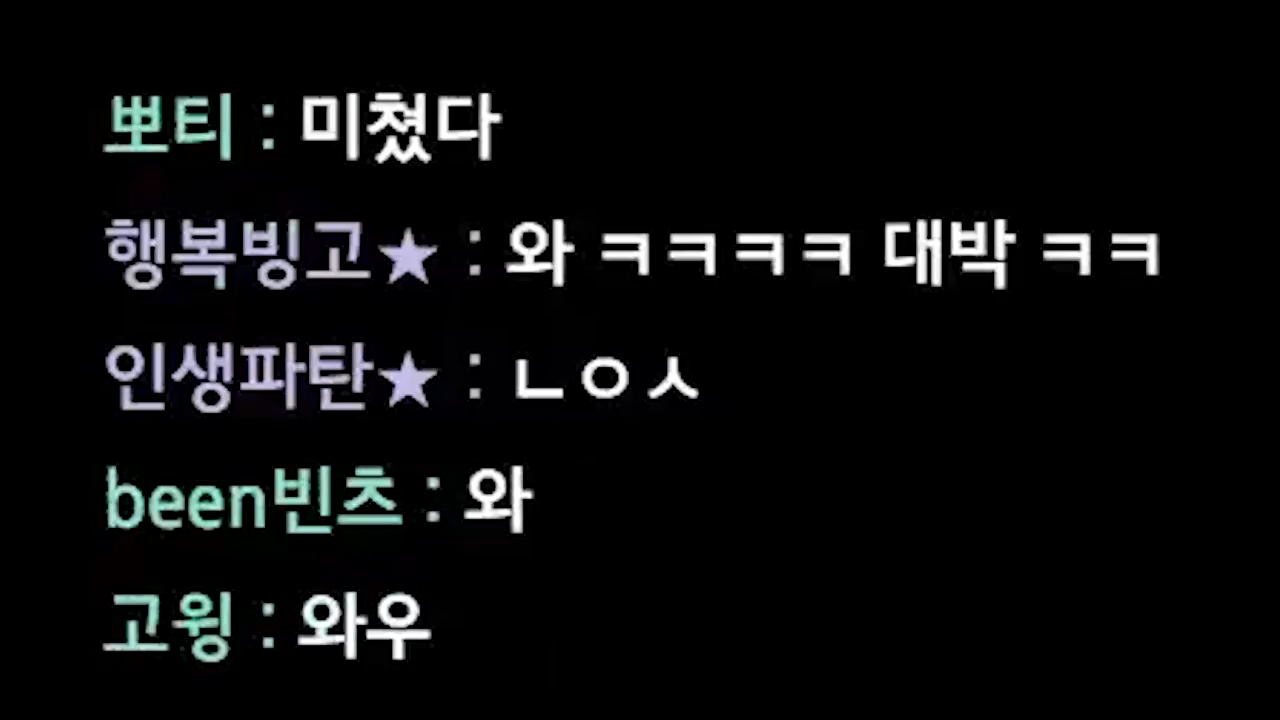 뽀티 : 미쳤다
행복빙고★ : 와 ㅋㅋㅋㅋ 대박 ㅋㅋ
인생파탄★ : ㄴㅇㅅ
been빈츠 : 와
고윙 : 와우